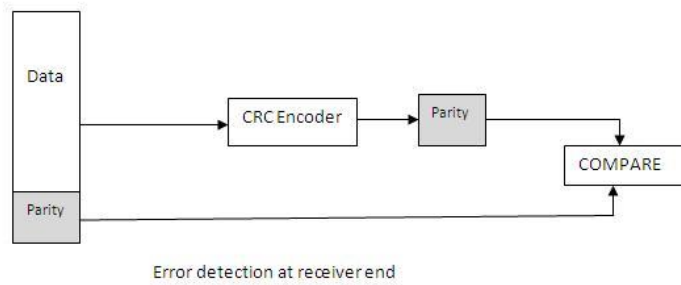 Data
CRC Encoder
Parity
COMPARE
Parity
Error detection at receiver end